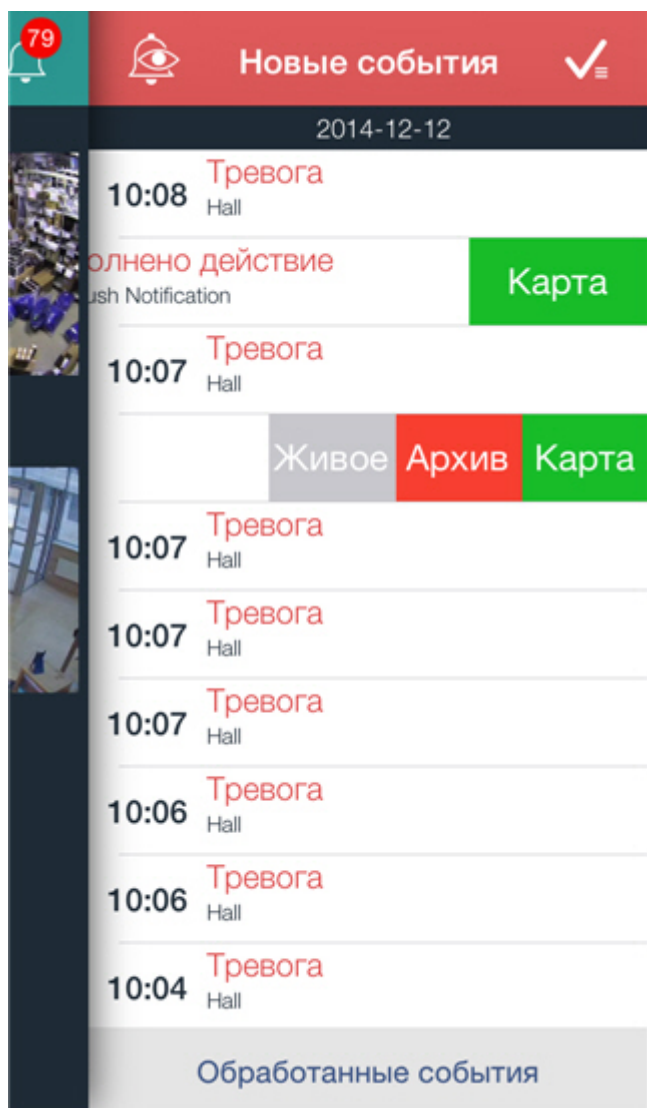 79
Новые события
2014-12-12
10:08 Тревога
Hall
олнено действие
ush Notification
Карта
10:07 Тревога
Hall
Живое Архив Карта
10:07 Тревога
Hall
10:07 Тревога
Hall
10:07 Тревога
Hall
10:06 Тревога
Hall
10:06 Тревога
Hall
10:04 Тревога
Hall
Обработанные события